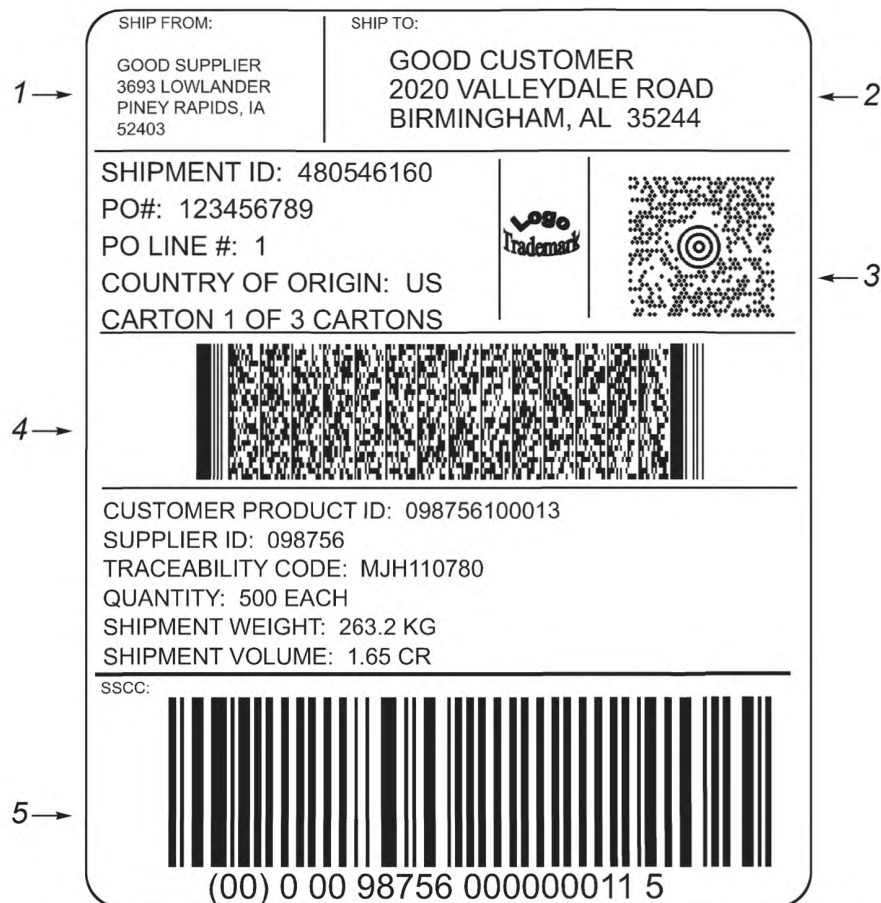 SHIP FROM:
GOOD SUPPLIER
3693 LOWLANDER
PINEY RAPIDS, IA
52403
SHIP TO:
GOOD CUSTOMER
2020 VALLEYDALE ROAD
BIRMINGHAM, AL 35244
1
2
SHIPMENT ID: 480546160
PO#: 123456789
PO LINE #: 1
COUNTRY OF ORIGIN: US
CARTON 1 OF 3 CARTONS
Logo
Trademark
3
4
CUSTOMER PRODUCT ID: 098756100013
SUPPLIER ID: 098756
TRACEABILITY CODE: MJH110780
QUANTITY: 500 EACH
SHIPMENT WEIGHT: 263.2 KG
SHIPMENT VOLUME: 1.65 CR
SSCC:
5
(00) 0 00 98756 000000011 5